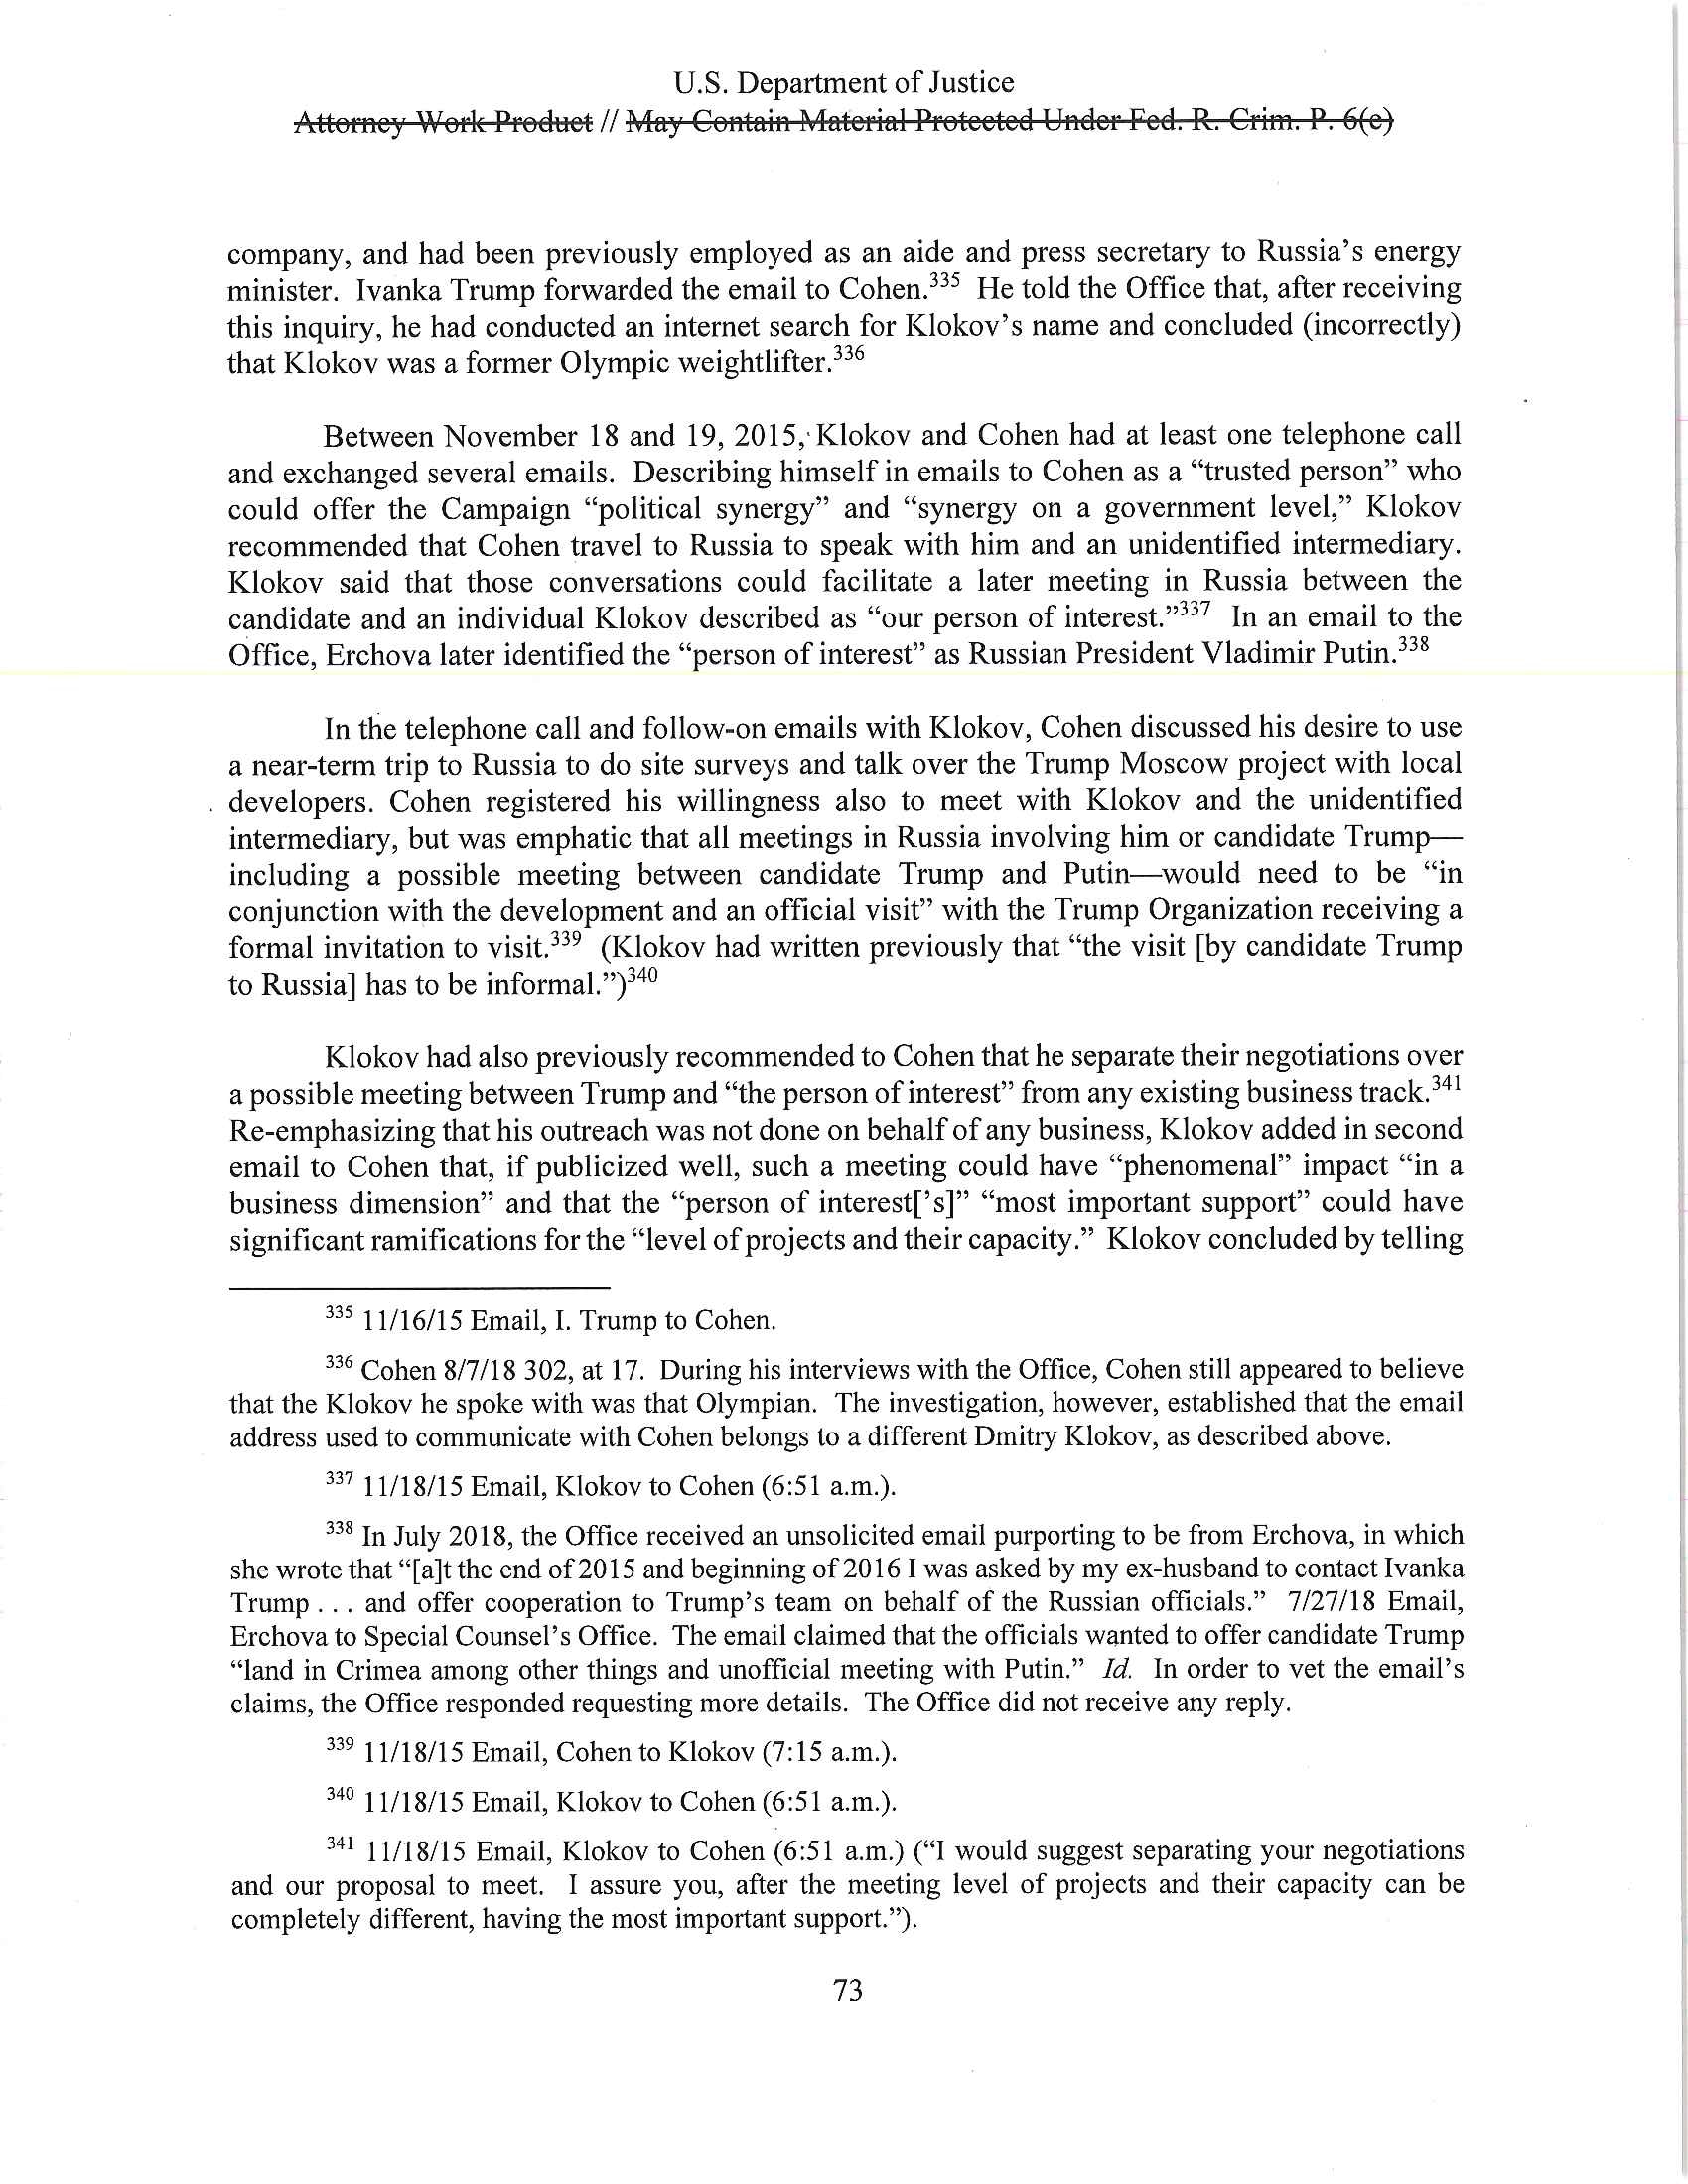 U.S. Department of Justice
Attorney Work Product // May Contain Material Protected Under Fed. R. Crim. P. 6(e)
company, and had been previously employed as an aide and press secretary to Russia's energy
minister. Ivanka Trump forwarded the email to Cohen.335 He told the Office that, after receiving
this inquiry, he had conducted an internet search for Klokov's name and concluded (incorrectly)
that Klokov was a former Olympic weightlifter.336
Between November 18 and 19, 2015, Klokov and Cohen had at least one telephone call
and exchanged several emails. Describing himself in emails to Cohen as a “trusted person” who
could offer the Campaign “political synergy” and “synergy on a government level,” Klokov
recommended that Cohen travel to Russia to speak with him and an unidentified intermediary.
Klokov said that those conversations could facilitate a later meeting in Russia between the
candidate and an individual Klokov described as “our person of interest.”337 In an email to the
Office, Erchova later identified the “person of interest” as Russian President Vladimir Putin.338
In the telephone call and follow-on emails with Klokov, Cohen discussed his desire to use
a near-term trip to Russia to do site surveys and talk over the Trump Moscow project with local
developers. Cohen registered his willingness also to meet with Klokov and the unidentified
intermediary, but was emphatic that all meetings in Russia involving him or candidate Trump—
including a possible meeting between candidate Trump and Putin—would need to be “in
conjunction with the development and an official visit” with the Trump Organization receiving a
formal invitation to visit.339 (Klokov had written previously that “the visit [by candidate Trump
to Russia] has to be informal.”)340
Klokov had also previously recommended to Cohen that he separate their negotiations over
a possible meeting between Trump and “the person of interest” from any existing business track.341
Re-emphasizing that his outreach was not done on behalf of any business, Klokov added in second
email to Cohen that, if publicized well, such a meeting could have “phenomenal” impact “in a
business dimension” and that the “person of interest['s]” “most important support” could have
significant ramifications for the “level of projects and their capacity.” Klokov concluded by telling
335 11/16/15 Email, I. Trump to Cohen.
336 Cohen 8/7/18 302, at 17. During his interviews with the Office, Cohen still appeared to believe
that the Klokov he spoke with was that Olympian. The investigation, however, established that the email
address used to communicate with Cohen belongs to a different Dmitry Klokov, as described above.
337 11/18/15 Email, Klokov to Cohen (6:51 a.m.).
338 In July 2018, the Office received an unsolicited email purporting to be from Erchova, in which
she wrote that “[a]t the end of 2015 and beginning of 2016 I was asked by my ex-husband to contact Ivanka
Trump . . . and offer cooperation to Trump's team on behalf of the Russian officials.” 7/27/18 Email,
Erchova to Special Counsel's Office. The email claimed that the officials wanted to offer candidate Trump
“land in Crimea among other things and unofficial meeting with Putin.” Id. In order to vet the email's
claims, the Office responded requesting more details. The Office did not receive any reply.
339 11/18/15 Email, Cohen to Klokov (7:15 a.m.).
340 11/18/15 Email, Klokov to Cohen (6:51 a.m.).
341 11/18/15 Email, Klokov to Cohen (6:51 a.m.) (“I would suggest separating your negotiations
and our proposal to meet. I assure you, after the meeting level of projects and their capacity can be
completely different, having the most important support.”).
73